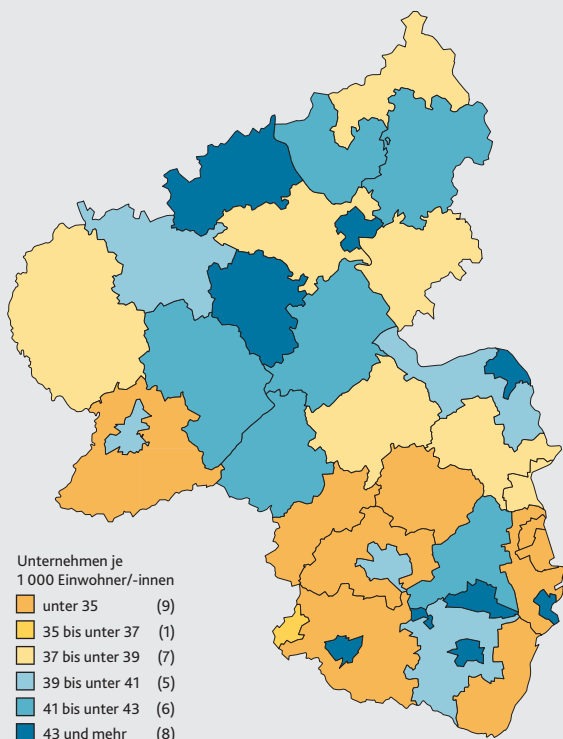 Unternehmen je
1 000 Einwohner/-innen
unter 35 (9)
35 bis unter 37 (1)
37 bis unter 39 (7)
39 bis unter 41 (5)
41 bis unter 43 (6)
43 und mehr (8)